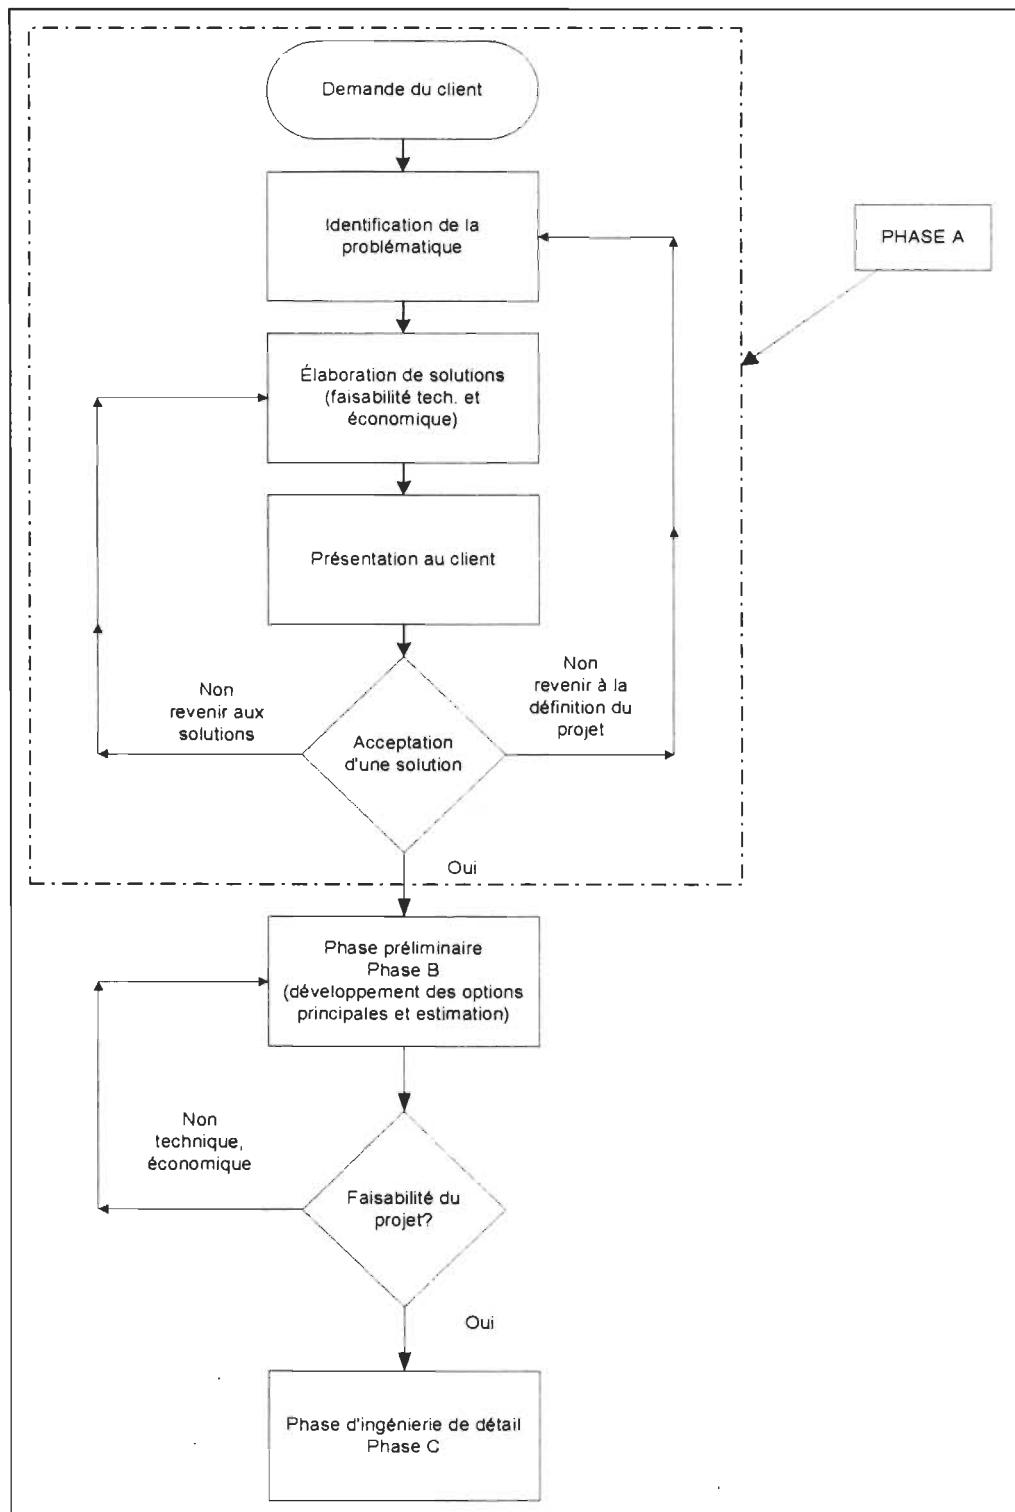 Demande du client
Identification de la
problématique
PHASE A
Élaboration de solutions
(faisabilité tech. et
économique)
Présentation au client
Non
revenir aux
solutions
Non
revenir à la
définition du
projet
Acceptation
d'une solution
Oui
Phase préliminaire
Phase B
(développement des options
principales et estimation)
Non
technique,
économique
Faisabilité du
projet?
Oui
Phase d'ingénierie de détail
Phase C